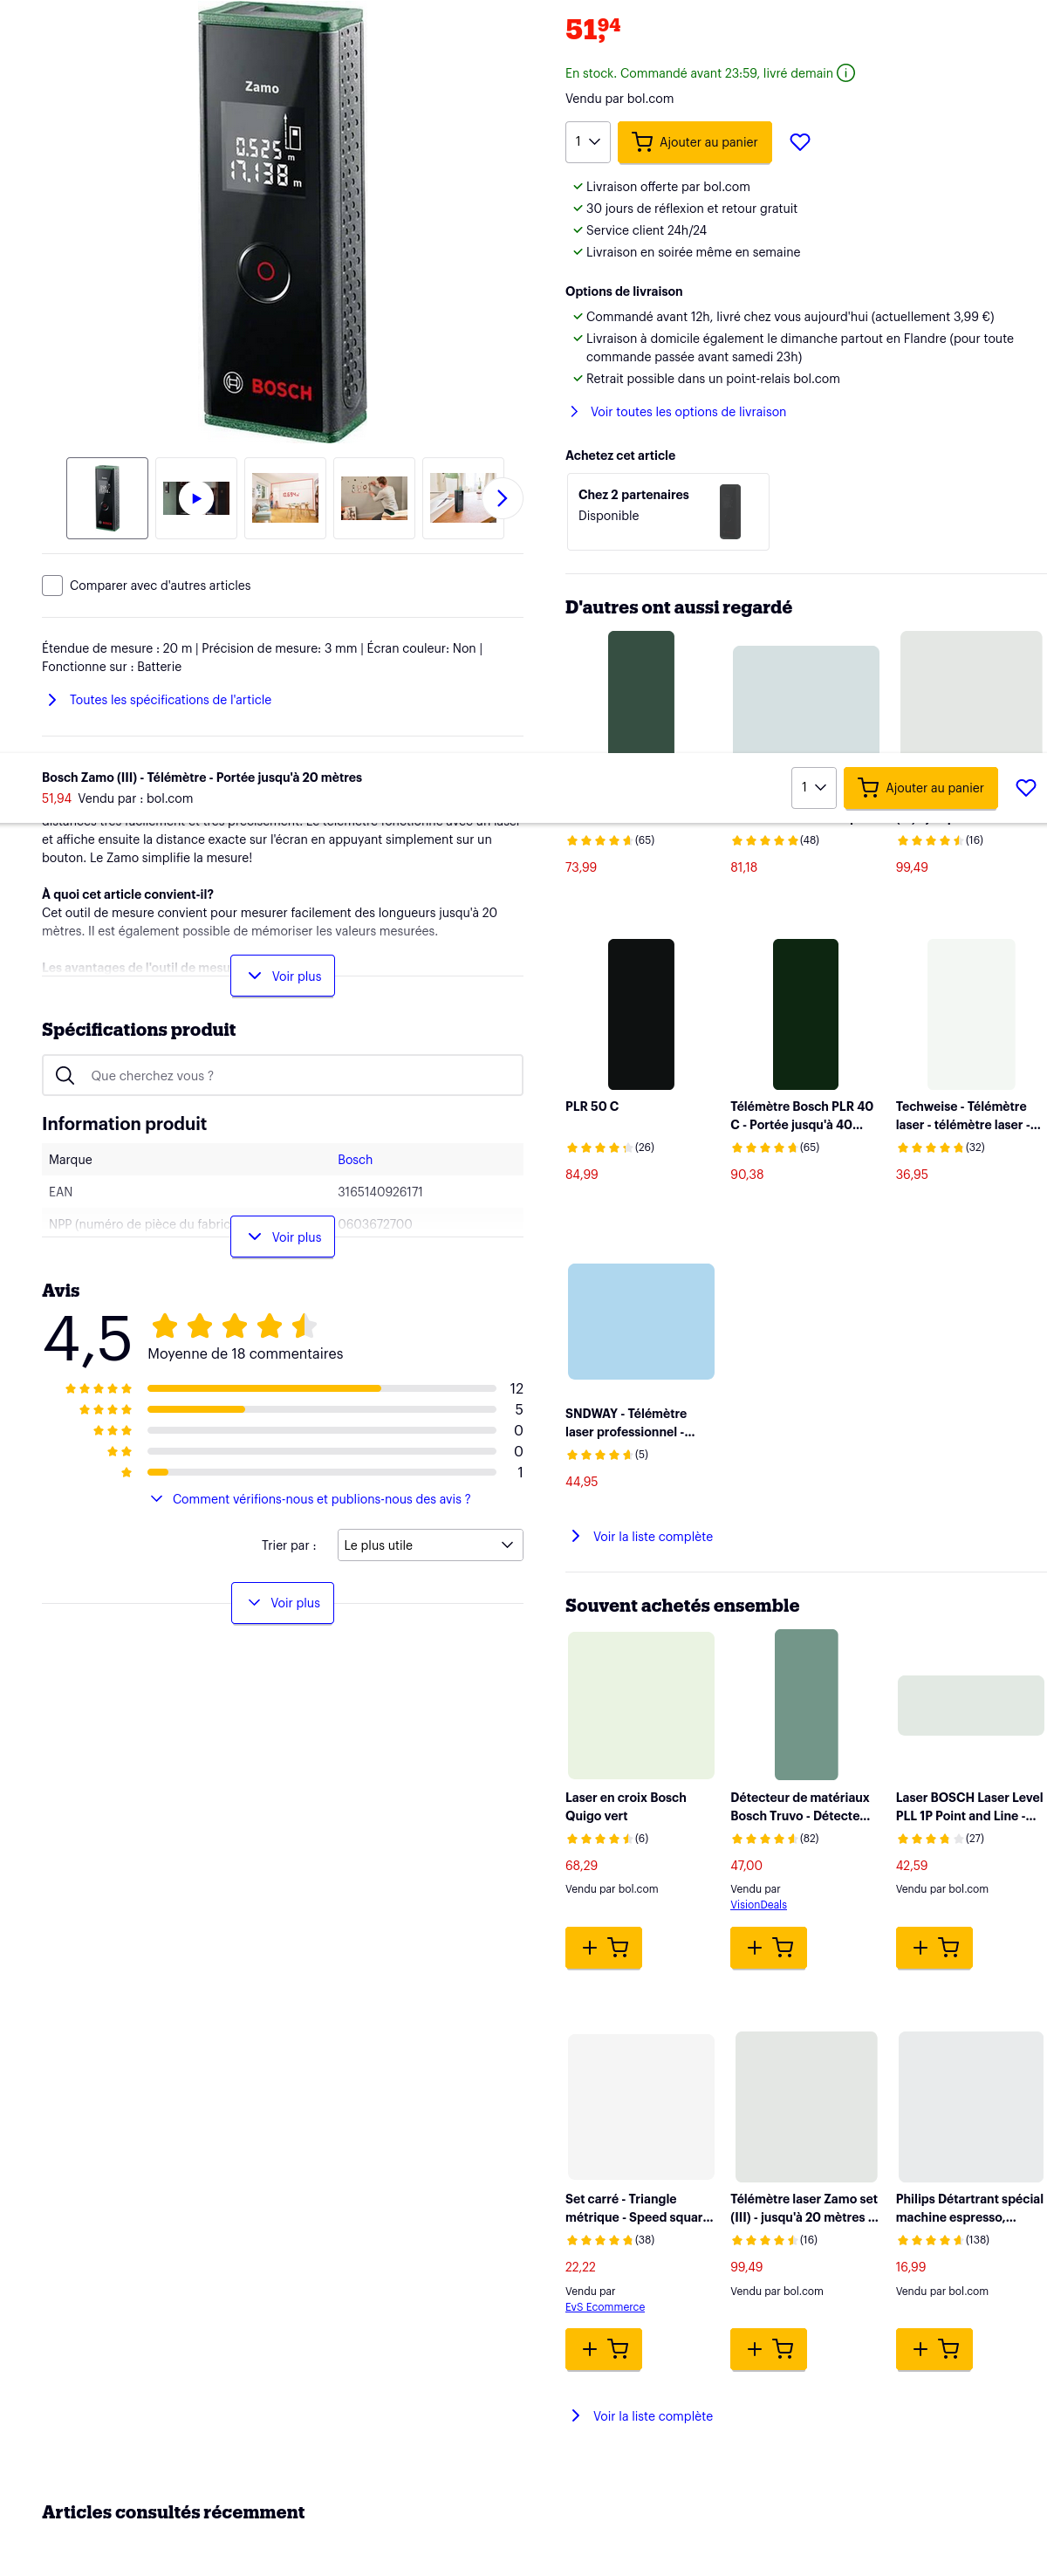 Zamo
0.525 m
17.138 m
BOSCH
Comparer avec d'autres articles
Étendue de mesure : 20 m | Précision de mesure: 3 mm | Écran couleur: Non |
Fonctionne sur : Batterie
Toutes les spécifications de l'article
51,94
En stock. Commandé avant 23:59, livré demain
Vendu par bol.com
1
Ajouter au panier
Livraison offerte par bol.com
30 jours de réflexion et retour gratuit
Service client 24h/24
Livraison en soirée même en semaine
Options de livraison
Commandé avant 12h, livré chez vous aujourd'hui (actuellement 3,99 €)
Livraison à domicile également le dimanche partout en Flandre (pour toute
commande passée avant samedi 23h)
Retrait possible dans un point-relais bol.com
Voir toutes les options de livraison
Achetez cet article
Chez 2 partenaires
Disponible
D'autres ont aussi regardé
Bosch Zamo (III) - Télémètre - Portée jusqu'à 20 mètres
51,94 Vendu par : bol.com
1
Ajouter au panier
distances très facilement et très précisément. Le télémètre fonctionne avec un laser
et affiche ensuite la distance exacte sur l'écran en appuyant simplement sur un
bouton. Le Zamo simplifie la mesure!
À quoi cet article convient-il?
Cet outil de mesure convient pour mesurer facilement des longueurs jusqu'à 20
mètres. Il est également possible de mémoriser les valeurs mesurées.
Les avantages de l'outil de mesu
Voir plus
Spécifications produit
Que cherchez vous ?
Information produit
Marque Bosch
EAN 3165140926171
NPP (numéro de pièce du fabric 0603672700
Voir plus
Avis
4,5
Moyenne de 18 commentaires
12
5
0
0
1
Comment vérifions-nous et publions-nous des avis ?
Trier par : Le plus utile
Voir plus
(65)
73,99
(48)
81,18
(16)
99,49
PLR 50 C
(26)
84,99
Télémètre Bosch PLR 40
C - Portée jusqu'à 40...
(65)
90,38
Techweise - Télémètre
laser - télémètre laser -...
(32)
36,95
SNDWAY - Télémètre
laser professionnel -...
(5)
44,95
Voir la liste complète
Souvent achetés ensemble
Laser en croix Bosch
Quigo vert
(6)
68,29
Vendu par bol.com
Détecteur de matériaux
Bosch Truvo - Détecte...
(82)
47,00
Vendu par
VisionDeals
Laser BOSCH Laser Level
PLL 1P Point and Line -...
(27)
42,59
Vendu par bol.com
Set carré - Triangle
métrique - Speed squar...
(38)
22,22
Vendu par
EvS Ecommerce
Télémètre laser Zamo set
(III) - jusqu'à 20 mètres ...
(16)
99,49
Vendu par bol.com
Philips Détartrant spécial
machine espresso,...
(138)
16,99
Vendu par bol.com
Voir la liste complète
Articles consultés récemment